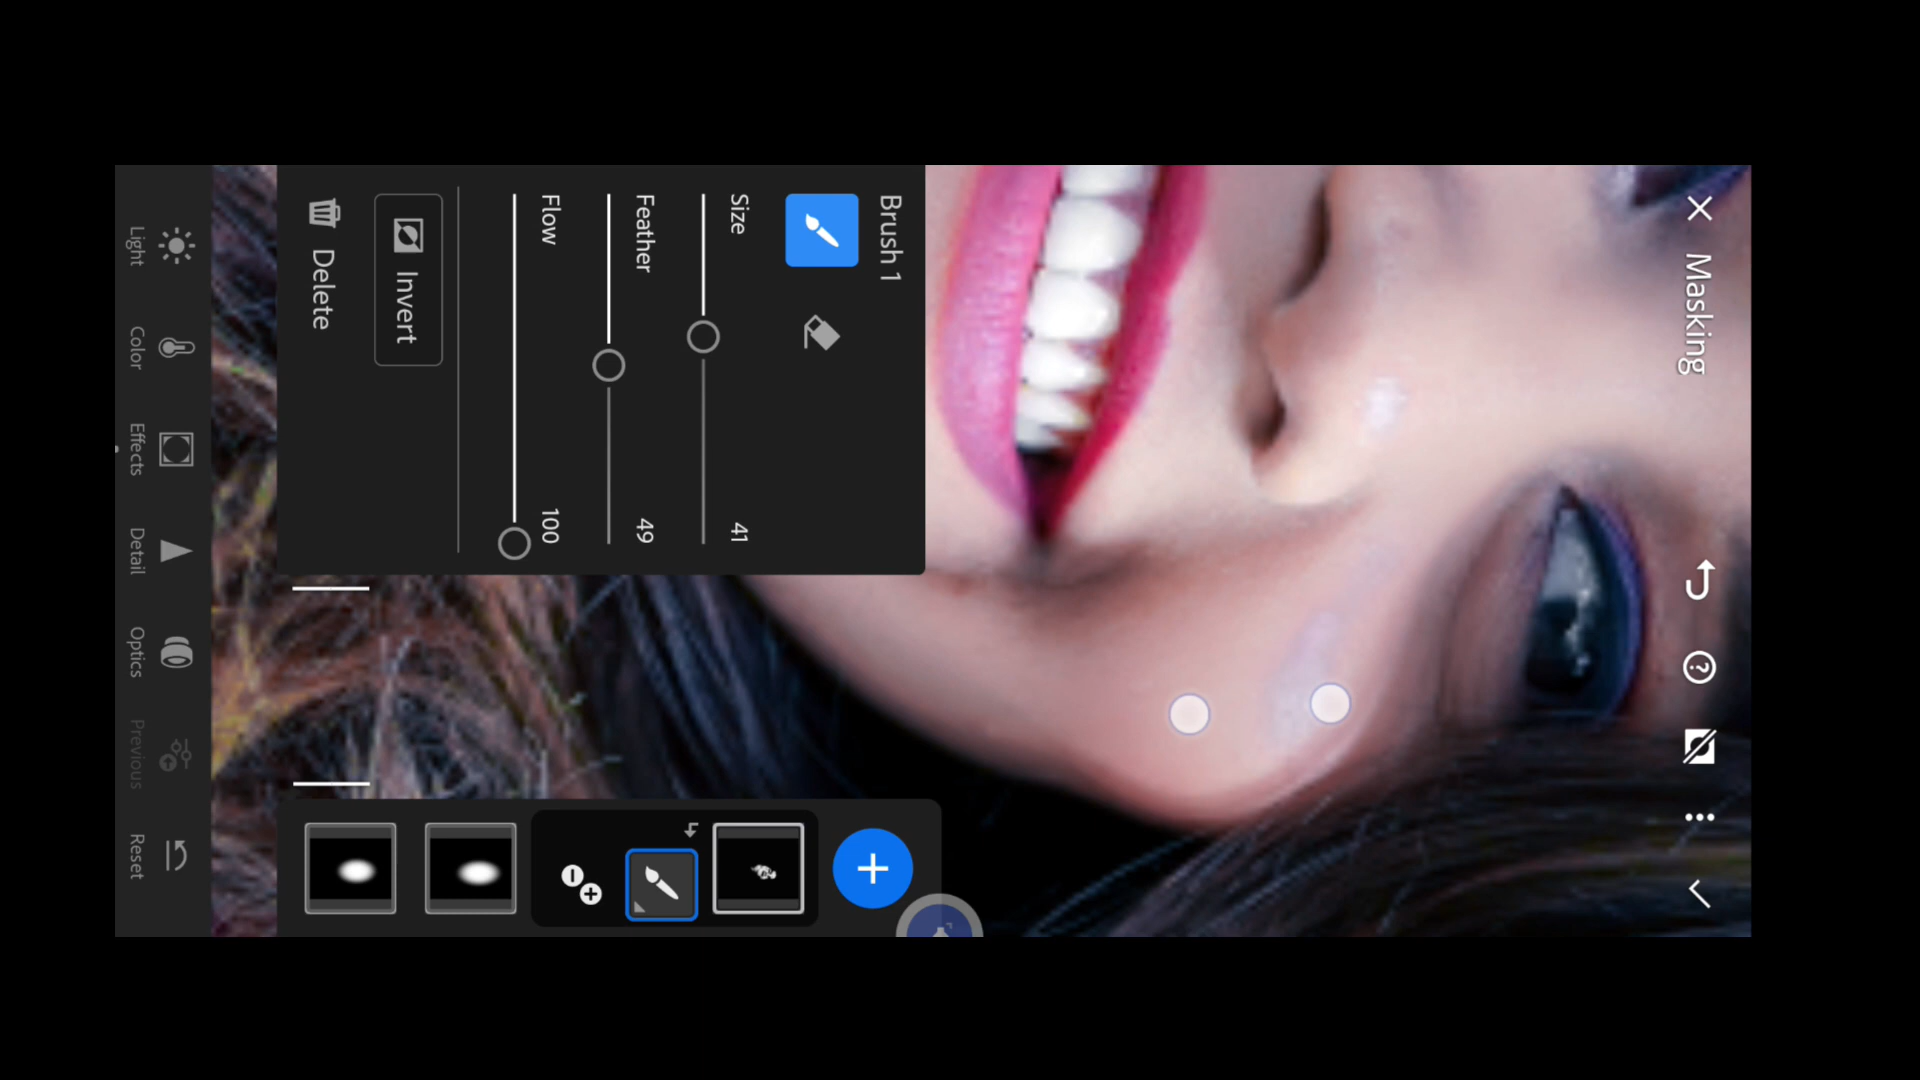 Masking
Brush 1
Size
41
Feather
49
Flow
100
Invert
Delete
Light
Color
Effects
Detail
Optics
Previous
Reset